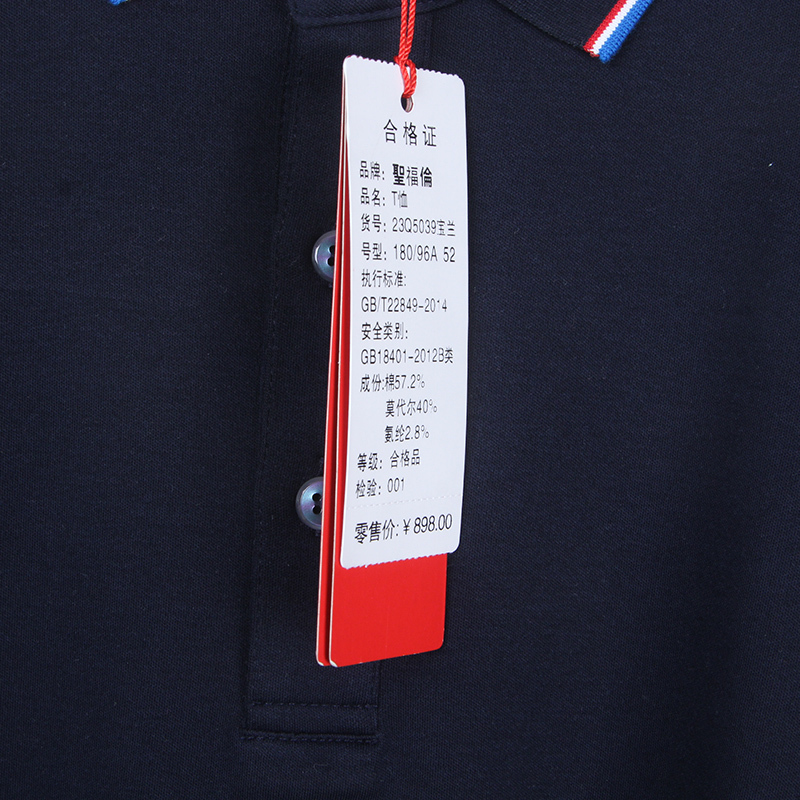 合格证
品牌：聖福倫
品名：T恤
货号：23Q5039宝兰
号型：180/96A 52
执行标准：
GB/T22849-2014
安全类别：
GB18401-2012B类
成份:棉57.2%
莫代尔40%
氨纶2.8%
等级：合格品
检验：001
零售价:￥898.00